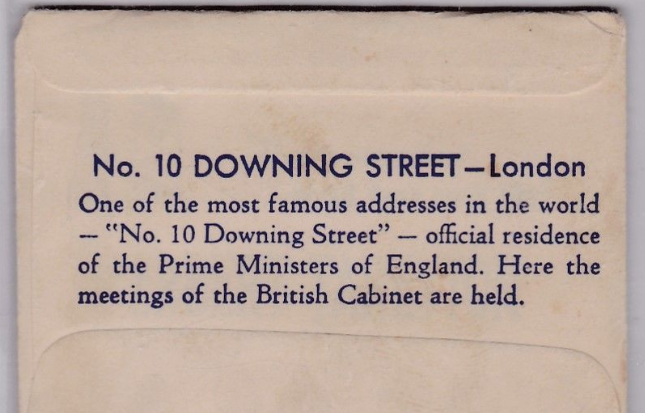 No. 10 DOWNING STREET—London
One of the most famous addresses in the world
— "No. 10 Downing Street" — official residence
of the Prime Ministers of England. Here the
meetings of the British Cabinet are held.